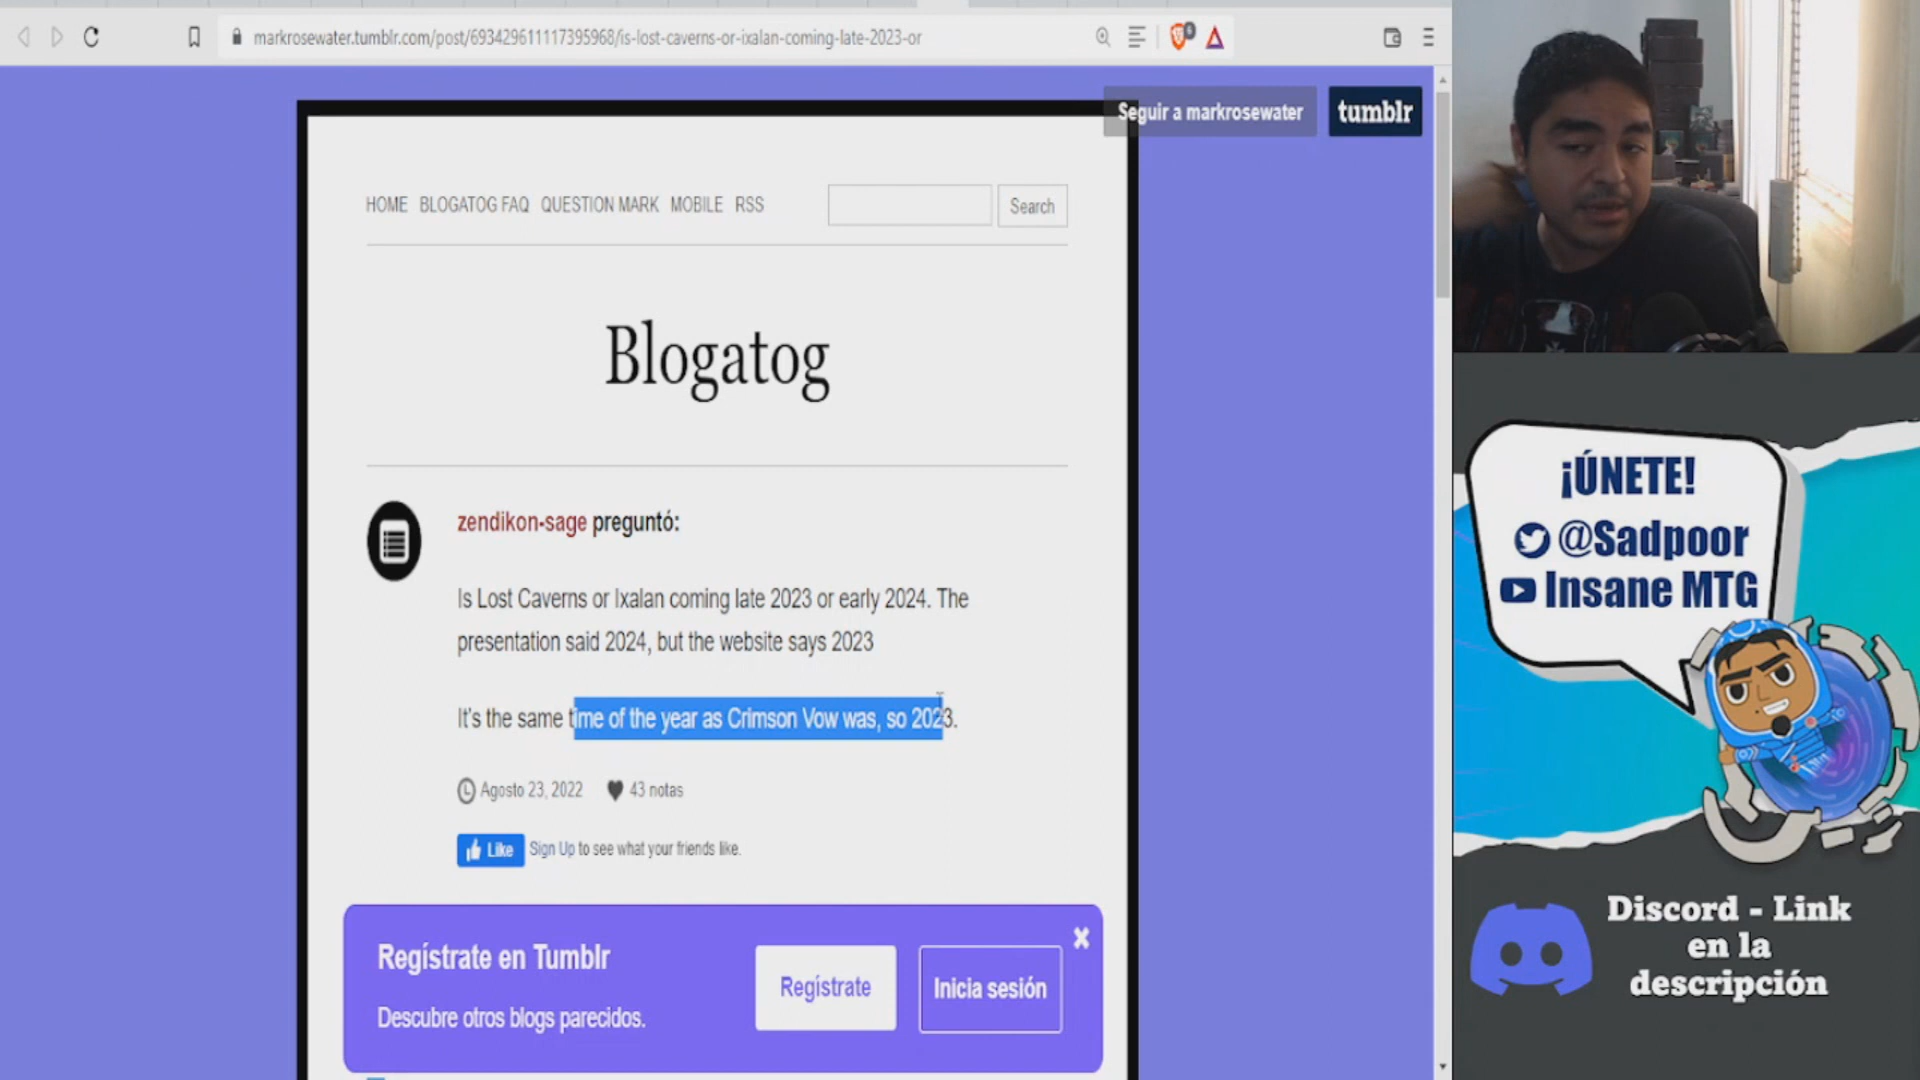 markrosewater.tumblr.com/post/693429611117395968/is-lost-caverns-or-ixalan-coming-late-2023-or
Seguir a markrosewater
tumblr
HOME BLOGATOG FAQ QUESTION MARK MOBILE RSS
Search
Blogatog
zendikon-sage preguntó:
Is Lost Caverns or Ixalan coming late 2023 or early 2024. The
presentation said 2024, but the website says 2023
It's the same time of the year as Crimson Vow was, so 2023.
Agosto 23, 2022 43 notas
Like Sign Up to see what your friends like.
Regístrate en Tumblr
Descubre otros blogs parecidos.
Regístrate
Inicia sesión
¡ÚNETE!
@Sadpoor
Insane MTG
Discord - Link
en la
descripción